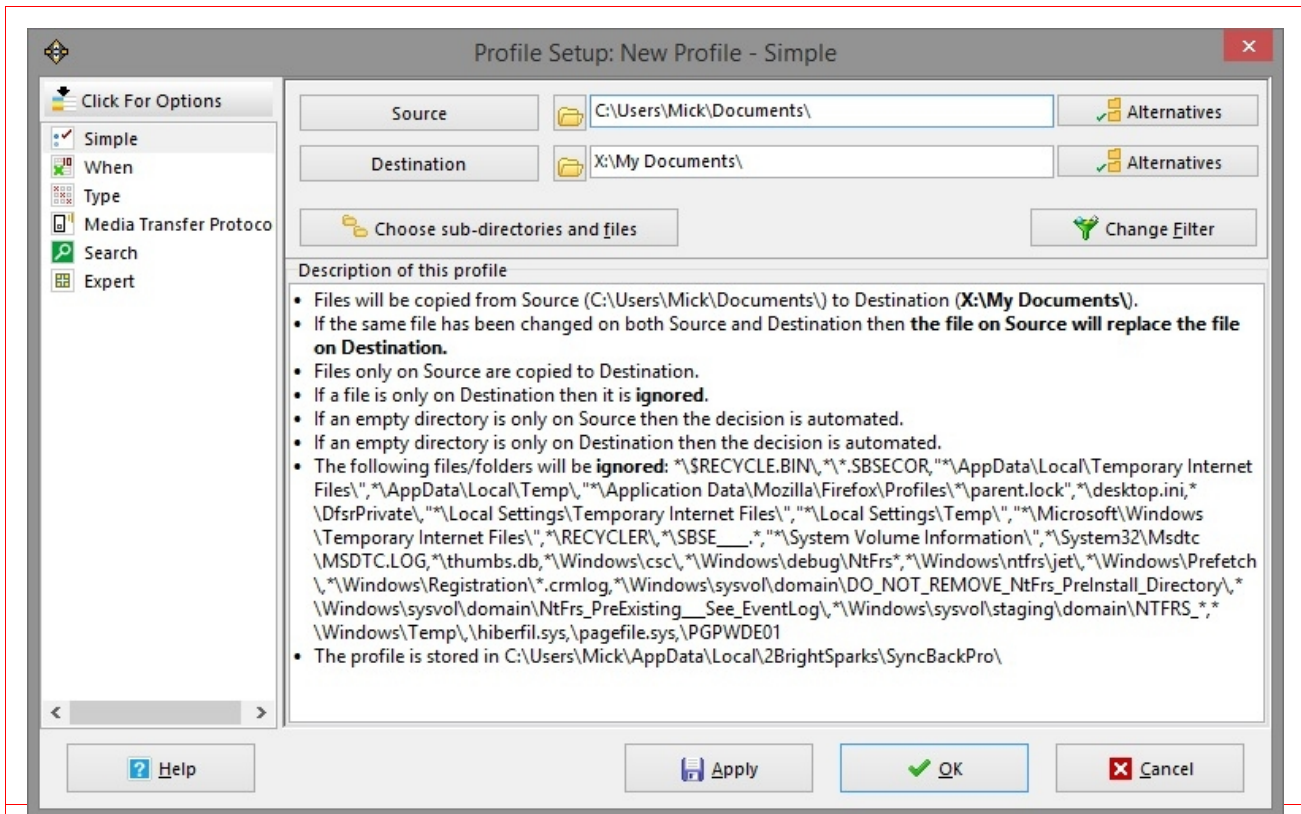 Profile Setup: New Profile - Simple
Click For Options
Simple
When
Type
Media Transfer Protoco
Search
Expert
Source
C:\Users\Mick\Documents\
Alternatives
Destination
X:\My Documents\
Alternatives
Choose sub-directories and files
Change Filter
Description of this profile
• Files will be copied from Source (C:\Users\Mick\Documents\) to Destination (X:\My Documents\).
• If the same file has been changed on both Source and Destination then the file on Source will replace the file
on Destination.
• Files only on Source are copied to Destination.
• If a file is only on Destination then it is ignored.
• If an empty directory is only on Source then the decision is automated.
• If an empty directory is only on Destination then the decision is automated.
• The following files/folders will be ignored: *\$RECYCLE.BIN\,*\*.SBSECOR,"*\AppData\Local\Temporary Internet
Files\",*\AppData\Local\Temp\,"*\Application Data\Mozilla\Firefox\Profiles\*\parent.lock",*\desktop.ini,*
\DfsrPrivate\,"*\Local Settings\Temporary Internet Files\","*\Local Settings\Temp\","*\Microsoft\Windows
\Temporary Internet Files\",*\RECYCLER\,*\SBSE___.*,"*\System Volume Information\",*\System32\Msdtc
\MSDTC.LOG,*\thumbs.db,*\Windows\csc\,*\Windows\debug\NtFrs*,*\Windows\ntfrs\jet\,*\Windows\Prefetch
\,*\Windows\Registration\*.crmlog,*\Windows\sysvol\domain\DO_NOT_REMOVE_NtFrs_PreInstall_Directory\,*
\Windows\sysvol\domain\NtFrs_PreExisting___See_EventLog\,*\Windows\sysvol\staging\domain\NTFRS_*,*
\Windows\Temp\,\hiberfil.sys,\pagefile.sys,\PGPWDE01
• The profile is stored in C:\Users\Mick\AppData\Local\2BrightSparks\SyncBackPro\
Help
Apply
OK
Cancel